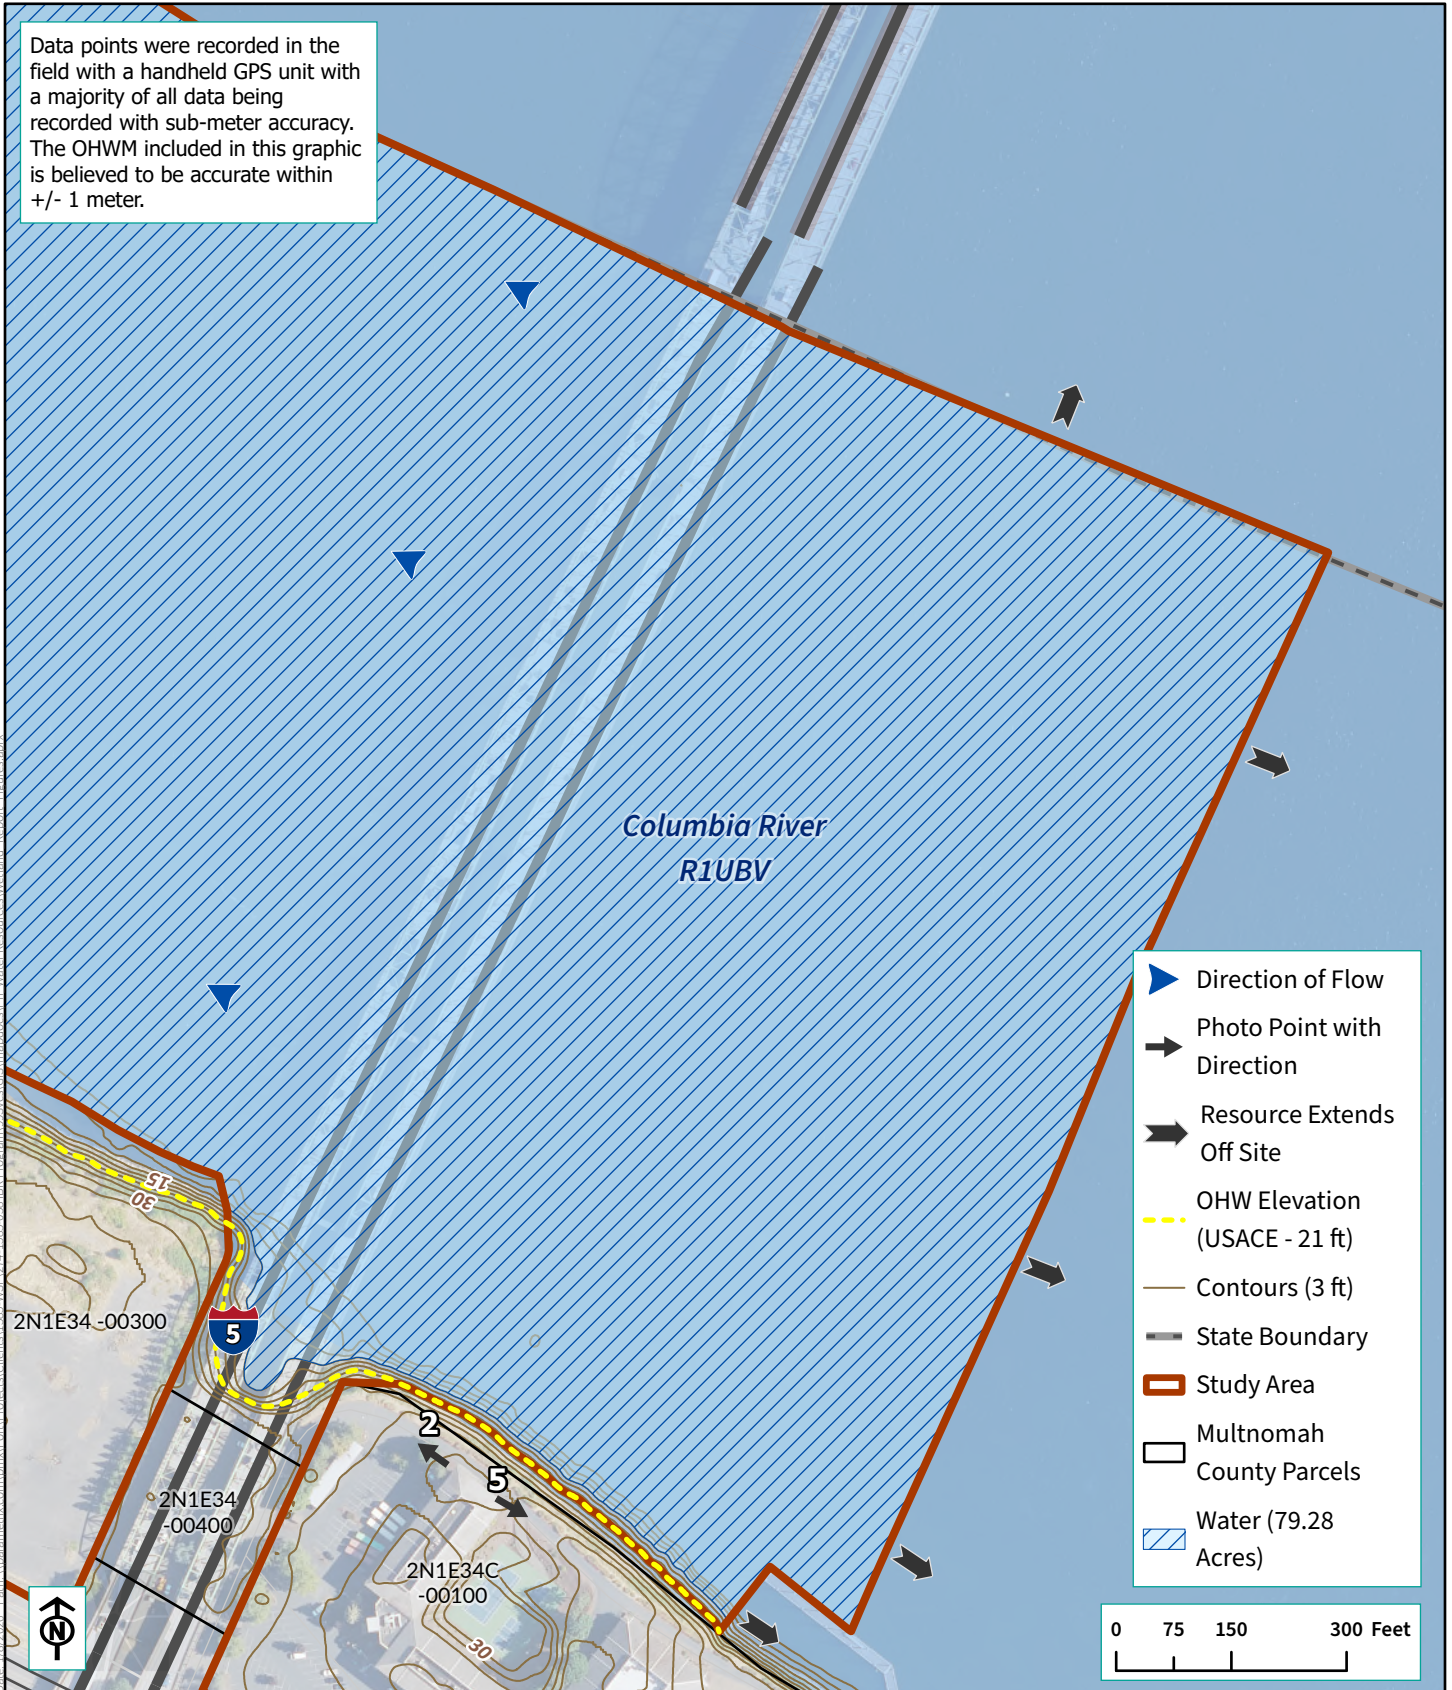 Data points were recorded in the
field with a handheld GPS unit with
a majority of all data being
recorded with sub-meter accuracy.
The OHWM included in this graphic
is believed to be accurate within
+/- 1 meter.
Columbia River
R1UBV
Direction of Flow
Photo Point with
Direction
Resource Extends
Off Site
OHW Elevation
(USACE - 21 ft)
Contours (3 ft)
State Boundary
Study Area
Multnomah
County Parcels
Water (79.28
Acres)
15
30
2N1E34 -00300
5
2
5
2N1E34
-00400
2N1E34C
-00100
30
N
0 75 150 300 Feet